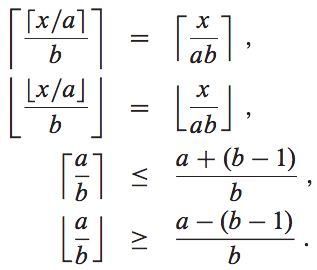 ⌈⌈x/a⌉/b⌉ = ⌈x/ab⌉ ,
⌊⌊x/a⌋/b⌋ = ⌊x/ab⌋ ,
⌈a/b⌉ ≤ (a + (b − 1))/b ,
⌊a/b⌋ ≥ (a − (b − 1))/b .